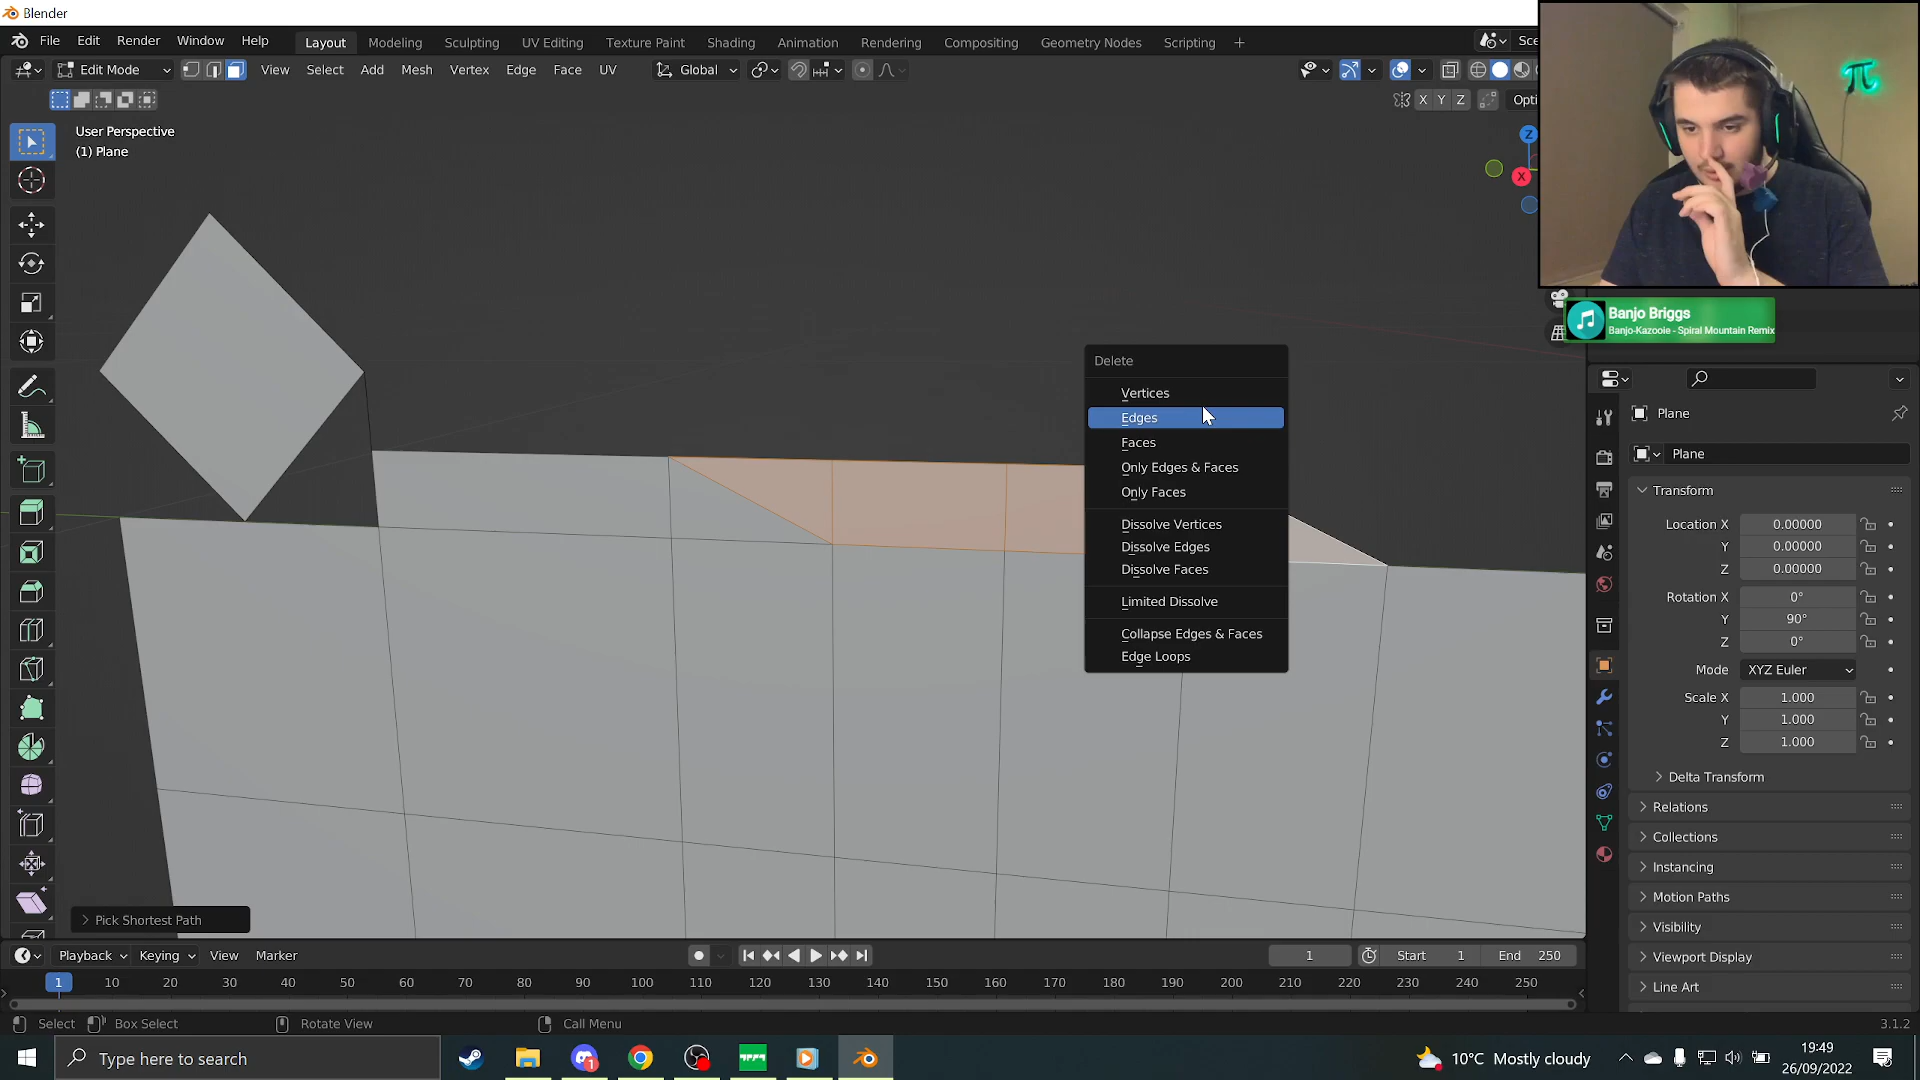 Blender
File Edit Render Window Help Layout Modeling Sculpting UV Editing Texture Paint Shading Animation Rendering Compositing Geometry Nodes Scripting + Sce
Edit Mode View Select Add Mesh Vertex Edge Face UV Global
X Y Z Opti
User Perspective
(1) Plane
Z
X
Banjo Briggs
Banjo-Kazooie - Spiral Mountain Remix
Delete
Vertices
Edges
Faces
Only Edges & Faces
Only Faces
Dissolve Vertices
Dissolve Edges
Dissolve Faces
Limited Dissolve
Collapse Edges & Faces
Edge Loops
Plane
Plane
Transform
Location X 0.00000
Y 0.00000
Z 0.00000
Rotation X 0°
Y 90°
Z 0°
Mode XYZ Euler
Scale X 1.000
Y 1.000
Z 1.000
Delta Transform
Relations
Collections
Instancing
Motion Paths
Visibility
Viewport Display
Line Art
Pick Shortest Path
Playback Keying View Marker 1 Start 1 End 250
1 10 20 30 40 50 60 70 80 90 100 110 120 130 140 150 160 170 180 190 200 210 220 230 240 250
Select Box Select Rotate View Call Menu 3.1.2
Type here to search 1 10°C Mostly cloudy 19:49
26/09/2022
π